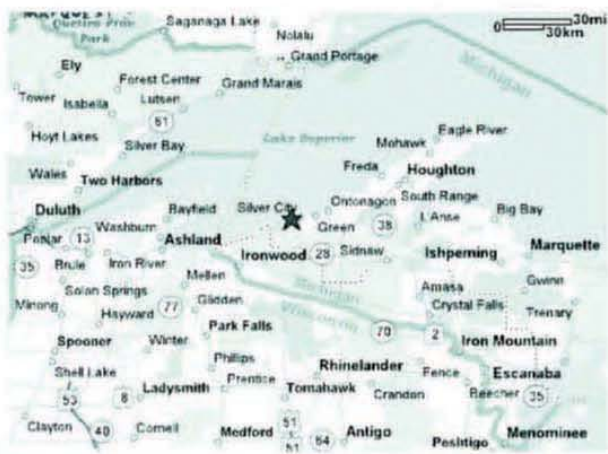 Saganaga Lake
Nolalu
0 30mi
30km
Park
Grand Portage
Ely
Forest Center
Grand Marais
Michigan
Tower
Isabella
Lutsen
61
Hoyt Lakes
Silver Bay
Lake Superior
Eagle River
Mohawk
Wales
Freda
Houghton
Two Harbors
Duluth
Bayfield
Silver City
Ontonagon
South Range
Big Bay
Washburn
Green
38
L'Anse
13
Ashland
Marquette
35
Brule
Iron River
Ironwood
28
Sidnaw
Ishpeming
Mellen
Gwinn
Solon Springs
Michigan
Amasa
Minong
77
Glidden
Wisconsin
Crystal Falls
Trenary
Hayward
70
2
Spooner
Winter
Park Falls
Iron Mountain
Phillips
Shell Lake
Rhinelander
Fence
Escanaba
53
8
Ladysmith
Prentice
Tomahawk
Crandon
Beecher
35
Clayton
40
Cornell
Medford
51
51
64
Antigo
Peshtigo
Menominee